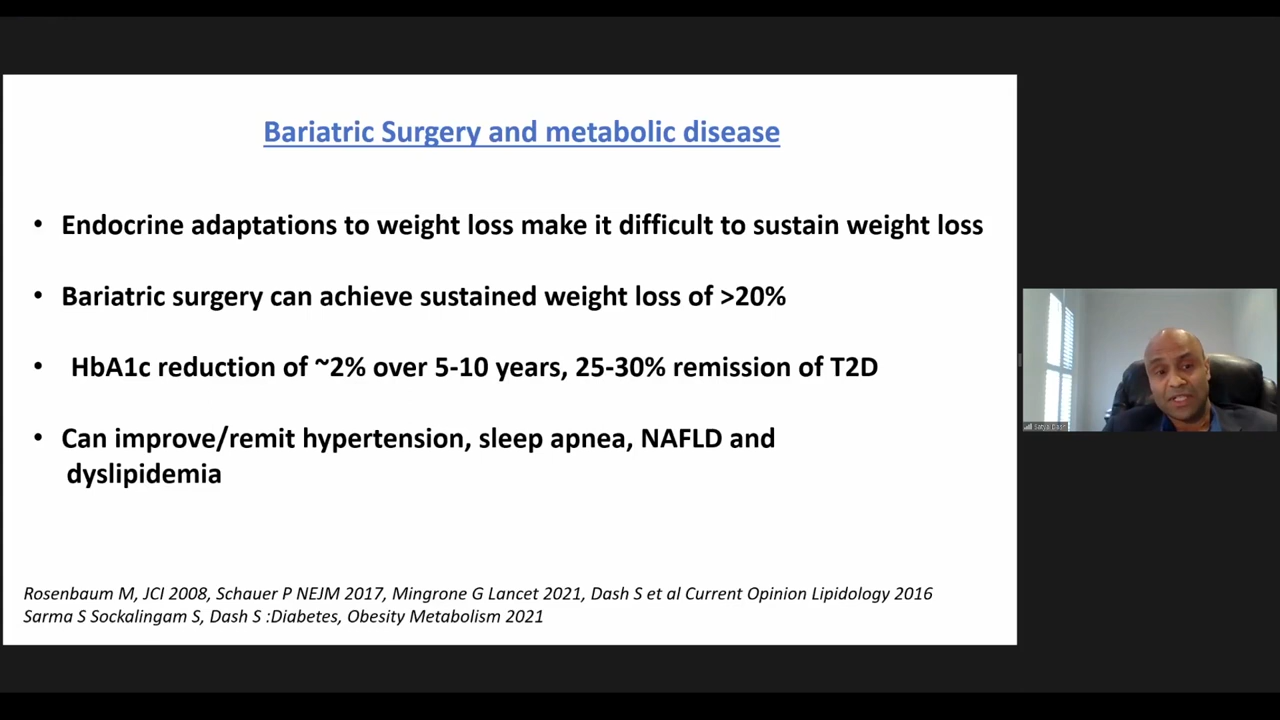 Bariatric Surgery and metabolic disease
• Endocrine adaptations to weight loss make it difficult to sustain weight loss
• Bariatric surgery can achieve sustained weight loss of >20%
• HbA1c reduction of ~2% over 5-10 years, 25-30% remission of T2D
• Can improve/remit hypertension, sleep apnea, NAFLD and
dyslipidemia
Rosenbaum M, JCI 2008, Schauer P NEJM 2017, Mingrone G Lancet 2021, Dash S et al Current Opinion Lipidology 2016
Sarma S Sockalingam S, Dash S :Diabetes, Obesity Metabolism 2021
Satya Dash